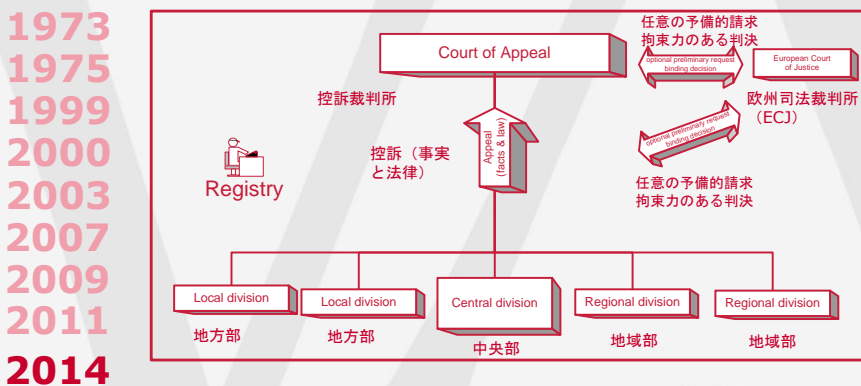 1973
1975
1999
2000
2003
2007
2009
2011
2014
任意の予備的請求
拘束力のある判決
Court of Appeal
optional preliminary request
binding decision
European Court
of Justice
控訴裁判所
欧州司法裁判所
（ECJ）
Appeal
(facts & law)
控訴（事実
と法律）
optional preliminary request
binding decision
任意の予備的請求
拘束力のある判決
Registry
Local division
Local division
Central division
Regional division
Regional division
地方部
地方部
中央部
地域部
地域部